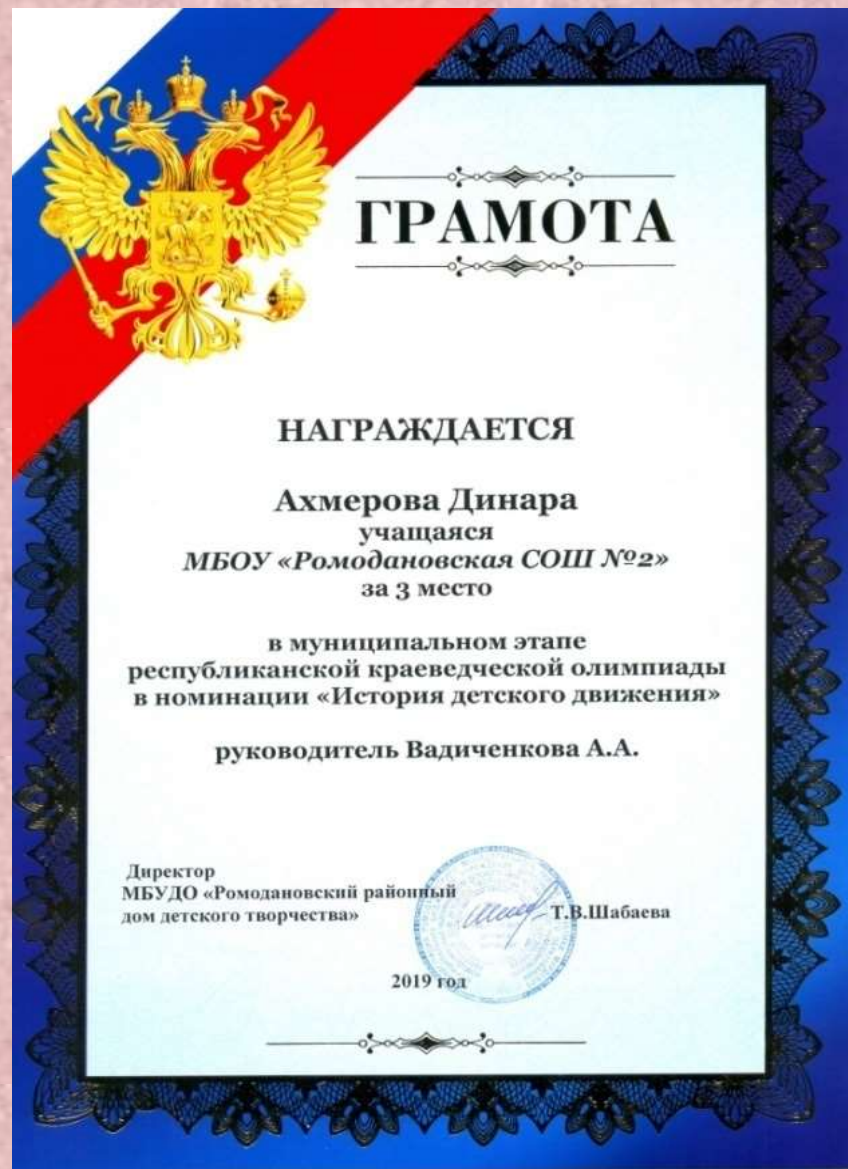 ГРАМОТА
НАГРАЖДАЕТСЯ
Ахмерова Динара
учащаяся
МБОУ «Ромодановская СОШ №2»
за 3 место
в муниципальном этапе
республиканской краеведческой олимпиады
в номинации «История детского движения»
руководитель Вадиченкова А.А.
Директор
МБУДО «Ромодановский районный
дом детского творчества» Т.В.Шабаева
2019 год